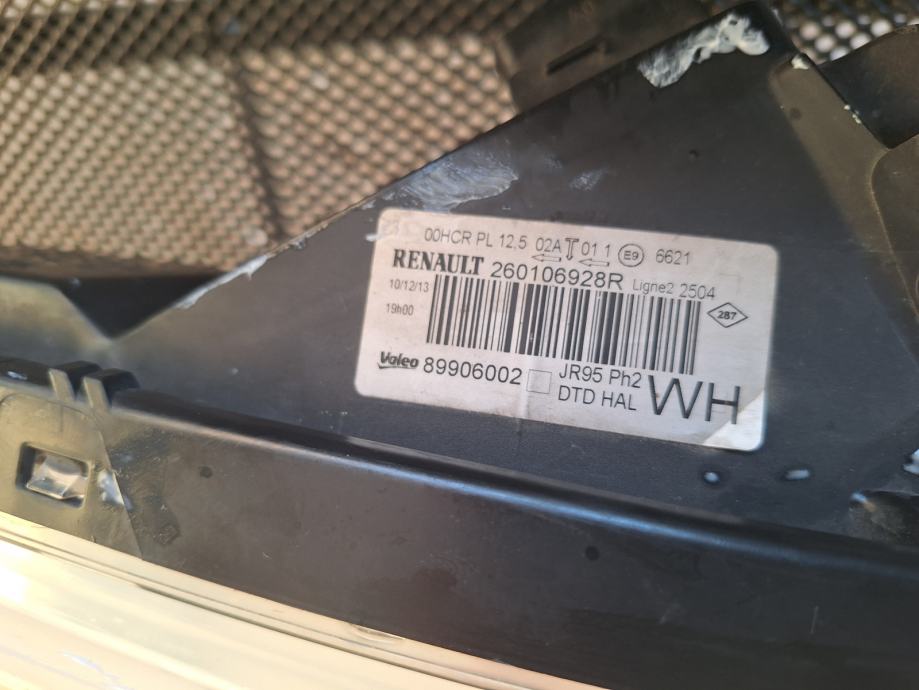 00HCR PL 12,5 02A 01 1 E9 6621
RENAULT 260106928R Ligne2 2504
10/12/13
19h00
287
Valeo 89906002 JR95 Ph2
DTD HAL WH